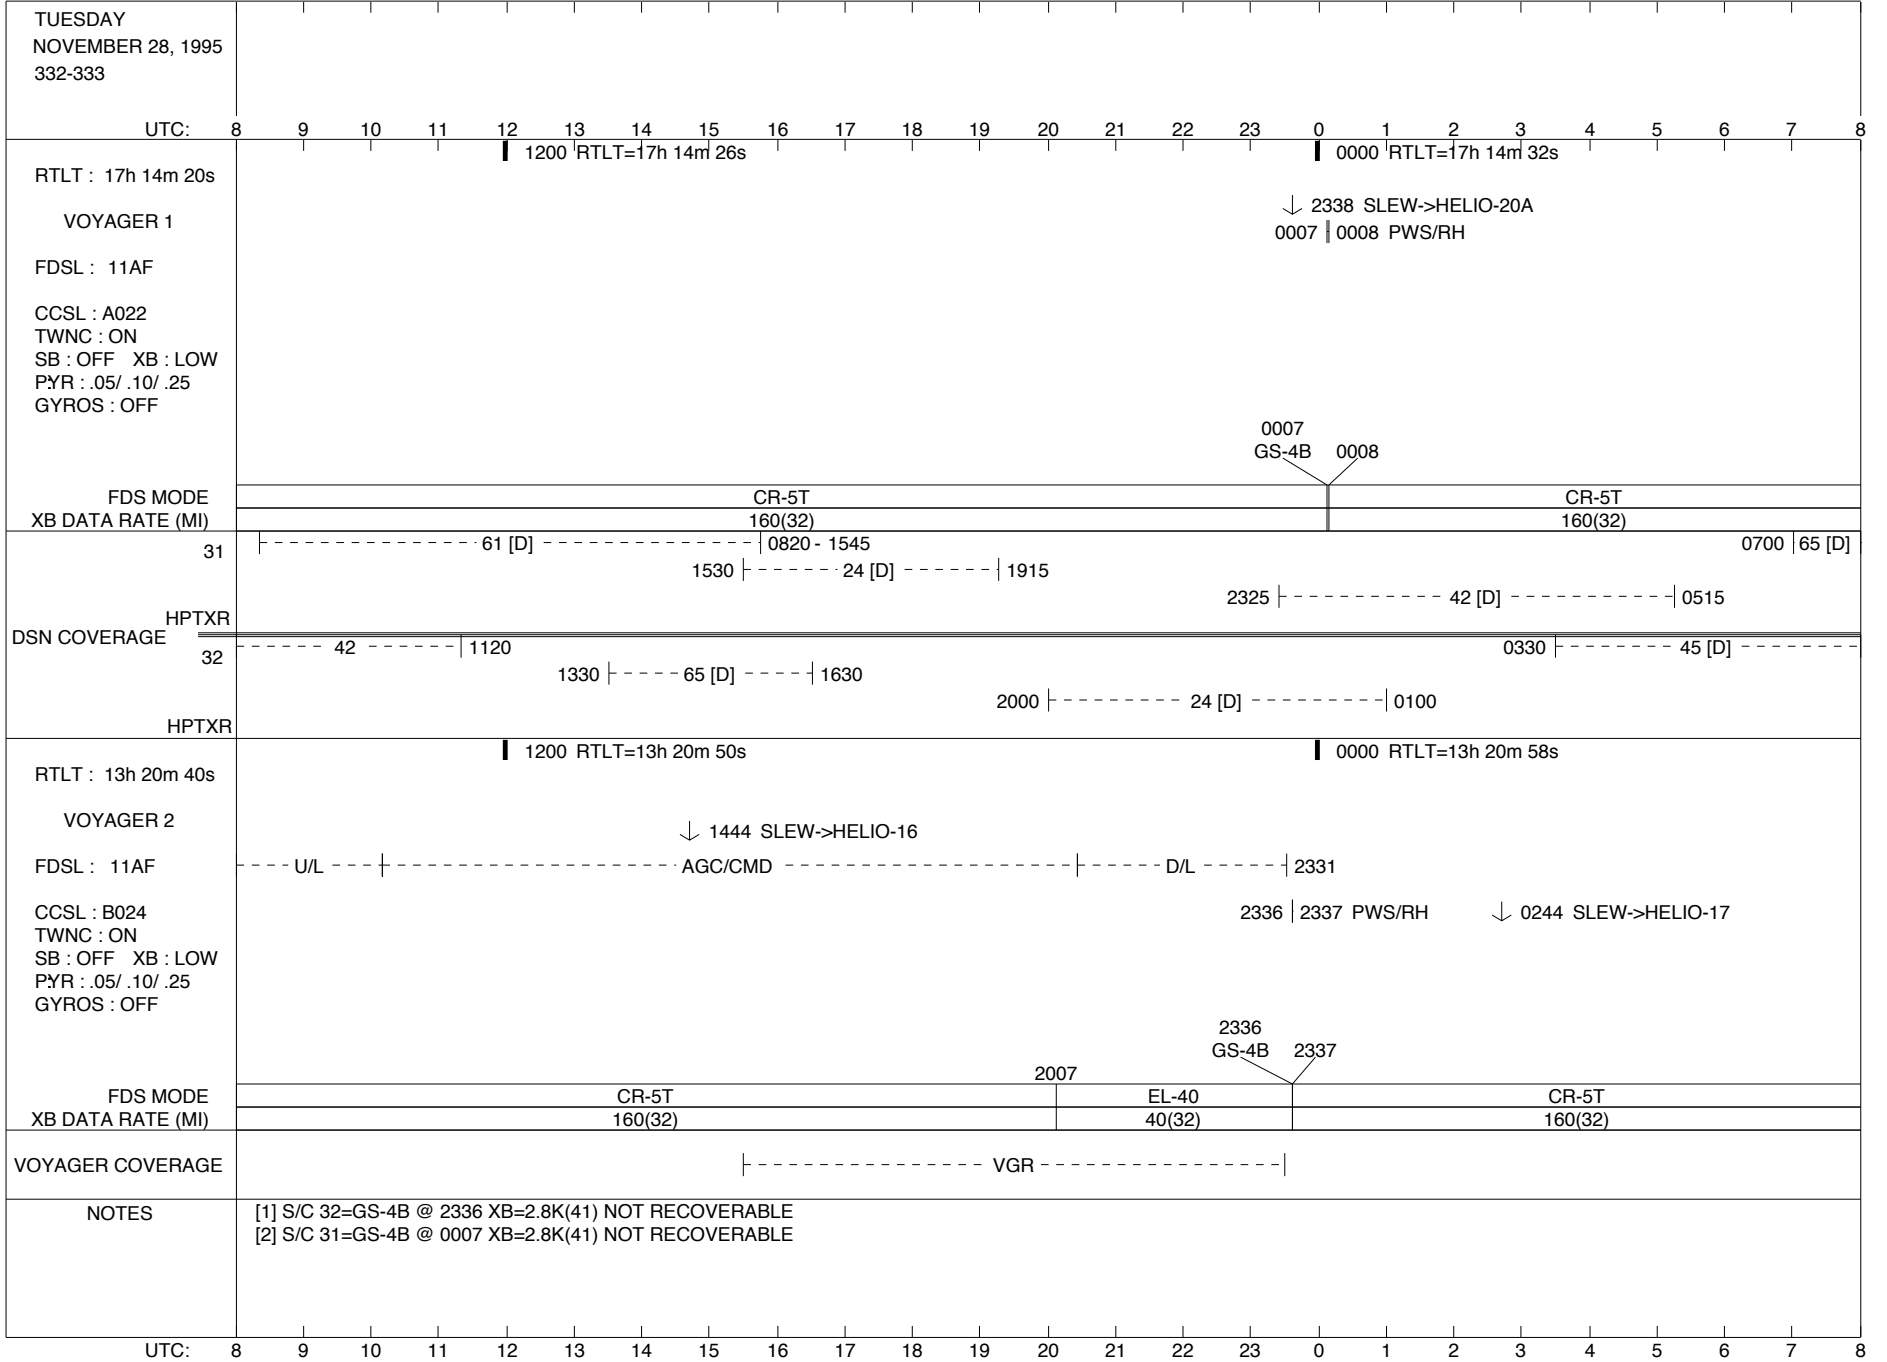 TUESDAY
NOVEMBER 28, 1995
332-333
UTC: 8 9 10 11 12 13 14 15 16 17 18 19 20 21 22 23 0 1 2 3 4 5 6 7 8
1200 RTLT=17h 14m 26s 0000 RTLT=17h 14m 32s
RTLT : 17h 14m 20s
2338 SLEW->HELIO-20A
VOYAGER 1
0007 0008 PWS/RH
FDSL : 11AF
CCSL : A022
TWNC : ON
SB : OFF XB : LOW
P:YR : .05/ .10/ .25
GYROS : OFF
0007
GS-4B 0008
FDS MODE CR-5T CR-5T
XB DATA RATE (MI) 160(32) 160(32)
31 61 [D] 0820 - 1545 0700 65 [D]
1530 24 [D] 1915
2325 42 [D] 0515
HPTXR
DSN COVERAGE
32 42 1120 0330 45 [D]
1330 65 [D] 1630
2000 24 [D] 0100
HPTXR
1200 RTLT=13h 20m 50s 0000 RTLT=13h 20m 58s
RTLT : 13h 20m 40s
VOYAGER 2
1444 SLEW->HELIO-16
FDSL : 11AF U/L AGC/CMD D/L 2331
CCSL : B024 2336 2337 PWS/RH 0244 SLEW->HELIO-17
TWNC : ON
SB : OFF XB : LOW
P:YR : .05/ .10/ .25
GYROS : OFF
2336
GS-4B 2337
2007
FDS MODE CR-5T EL-40 CR-5T
XB DATA RATE (MI) 160(32) 40(32) 160(32)
VOYAGER COVERAGE VGR
NOTES [1] S/C 32=GS-4B @ 2336 XB=2.8K(41) NOT RECOVERABLE
[2] S/C 31=GS-4B @ 0007 XB=2.8K(41) NOT RECOVERABLE
UTC: 8 9 10 11 12 13 14 15 16 17 18 19 20 21 22 23 0 1 2 3 4 5 6 7 8